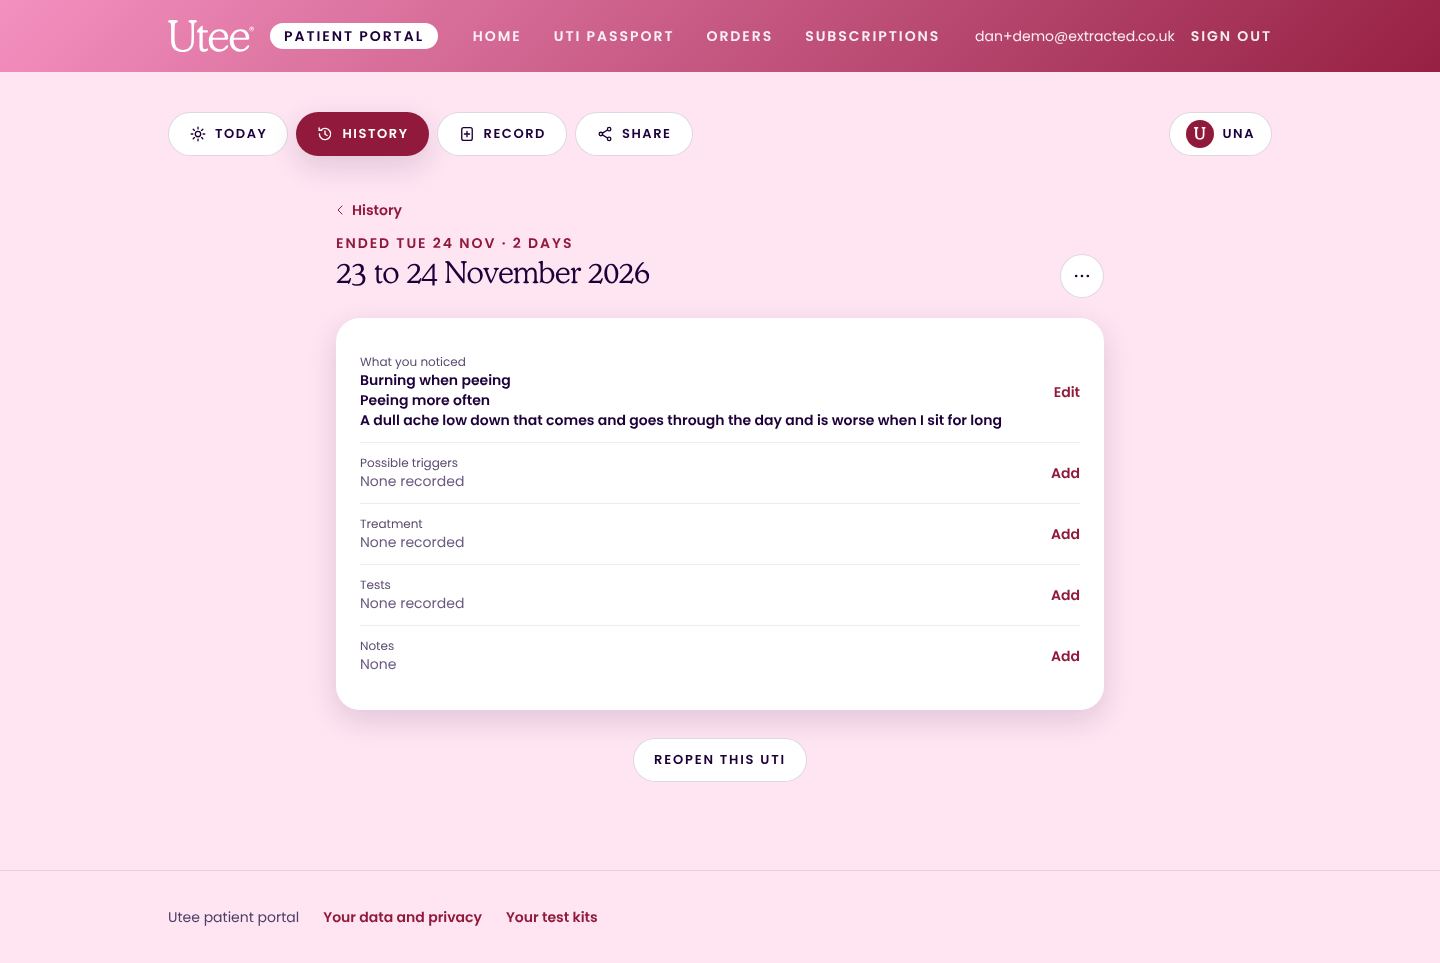 Utee®
PATIENT PORTAL
HOME
UTI PASSPORT
ORDERS
SUBSCRIPTIONS
dan+demo@extracted.co.uk
SIGN OUT
TODAY
HISTORY
RECORD
SHARE
U
UNA
History
ENDED TUE 24 NOV · 2 DAYS
23 to 24 November 2026
What you noticed
Burning when peeing
Peeing more often
A dull ache low down that comes and goes through the day and is worse when I sit for long
Edit
Possible triggers
None recorded
Add
Treatment
None recorded
Add
Tests
None recorded
Add
Notes
None
Add
REOPEN THIS UTI
Utee patient portal
Your data and privacy
Your test kits